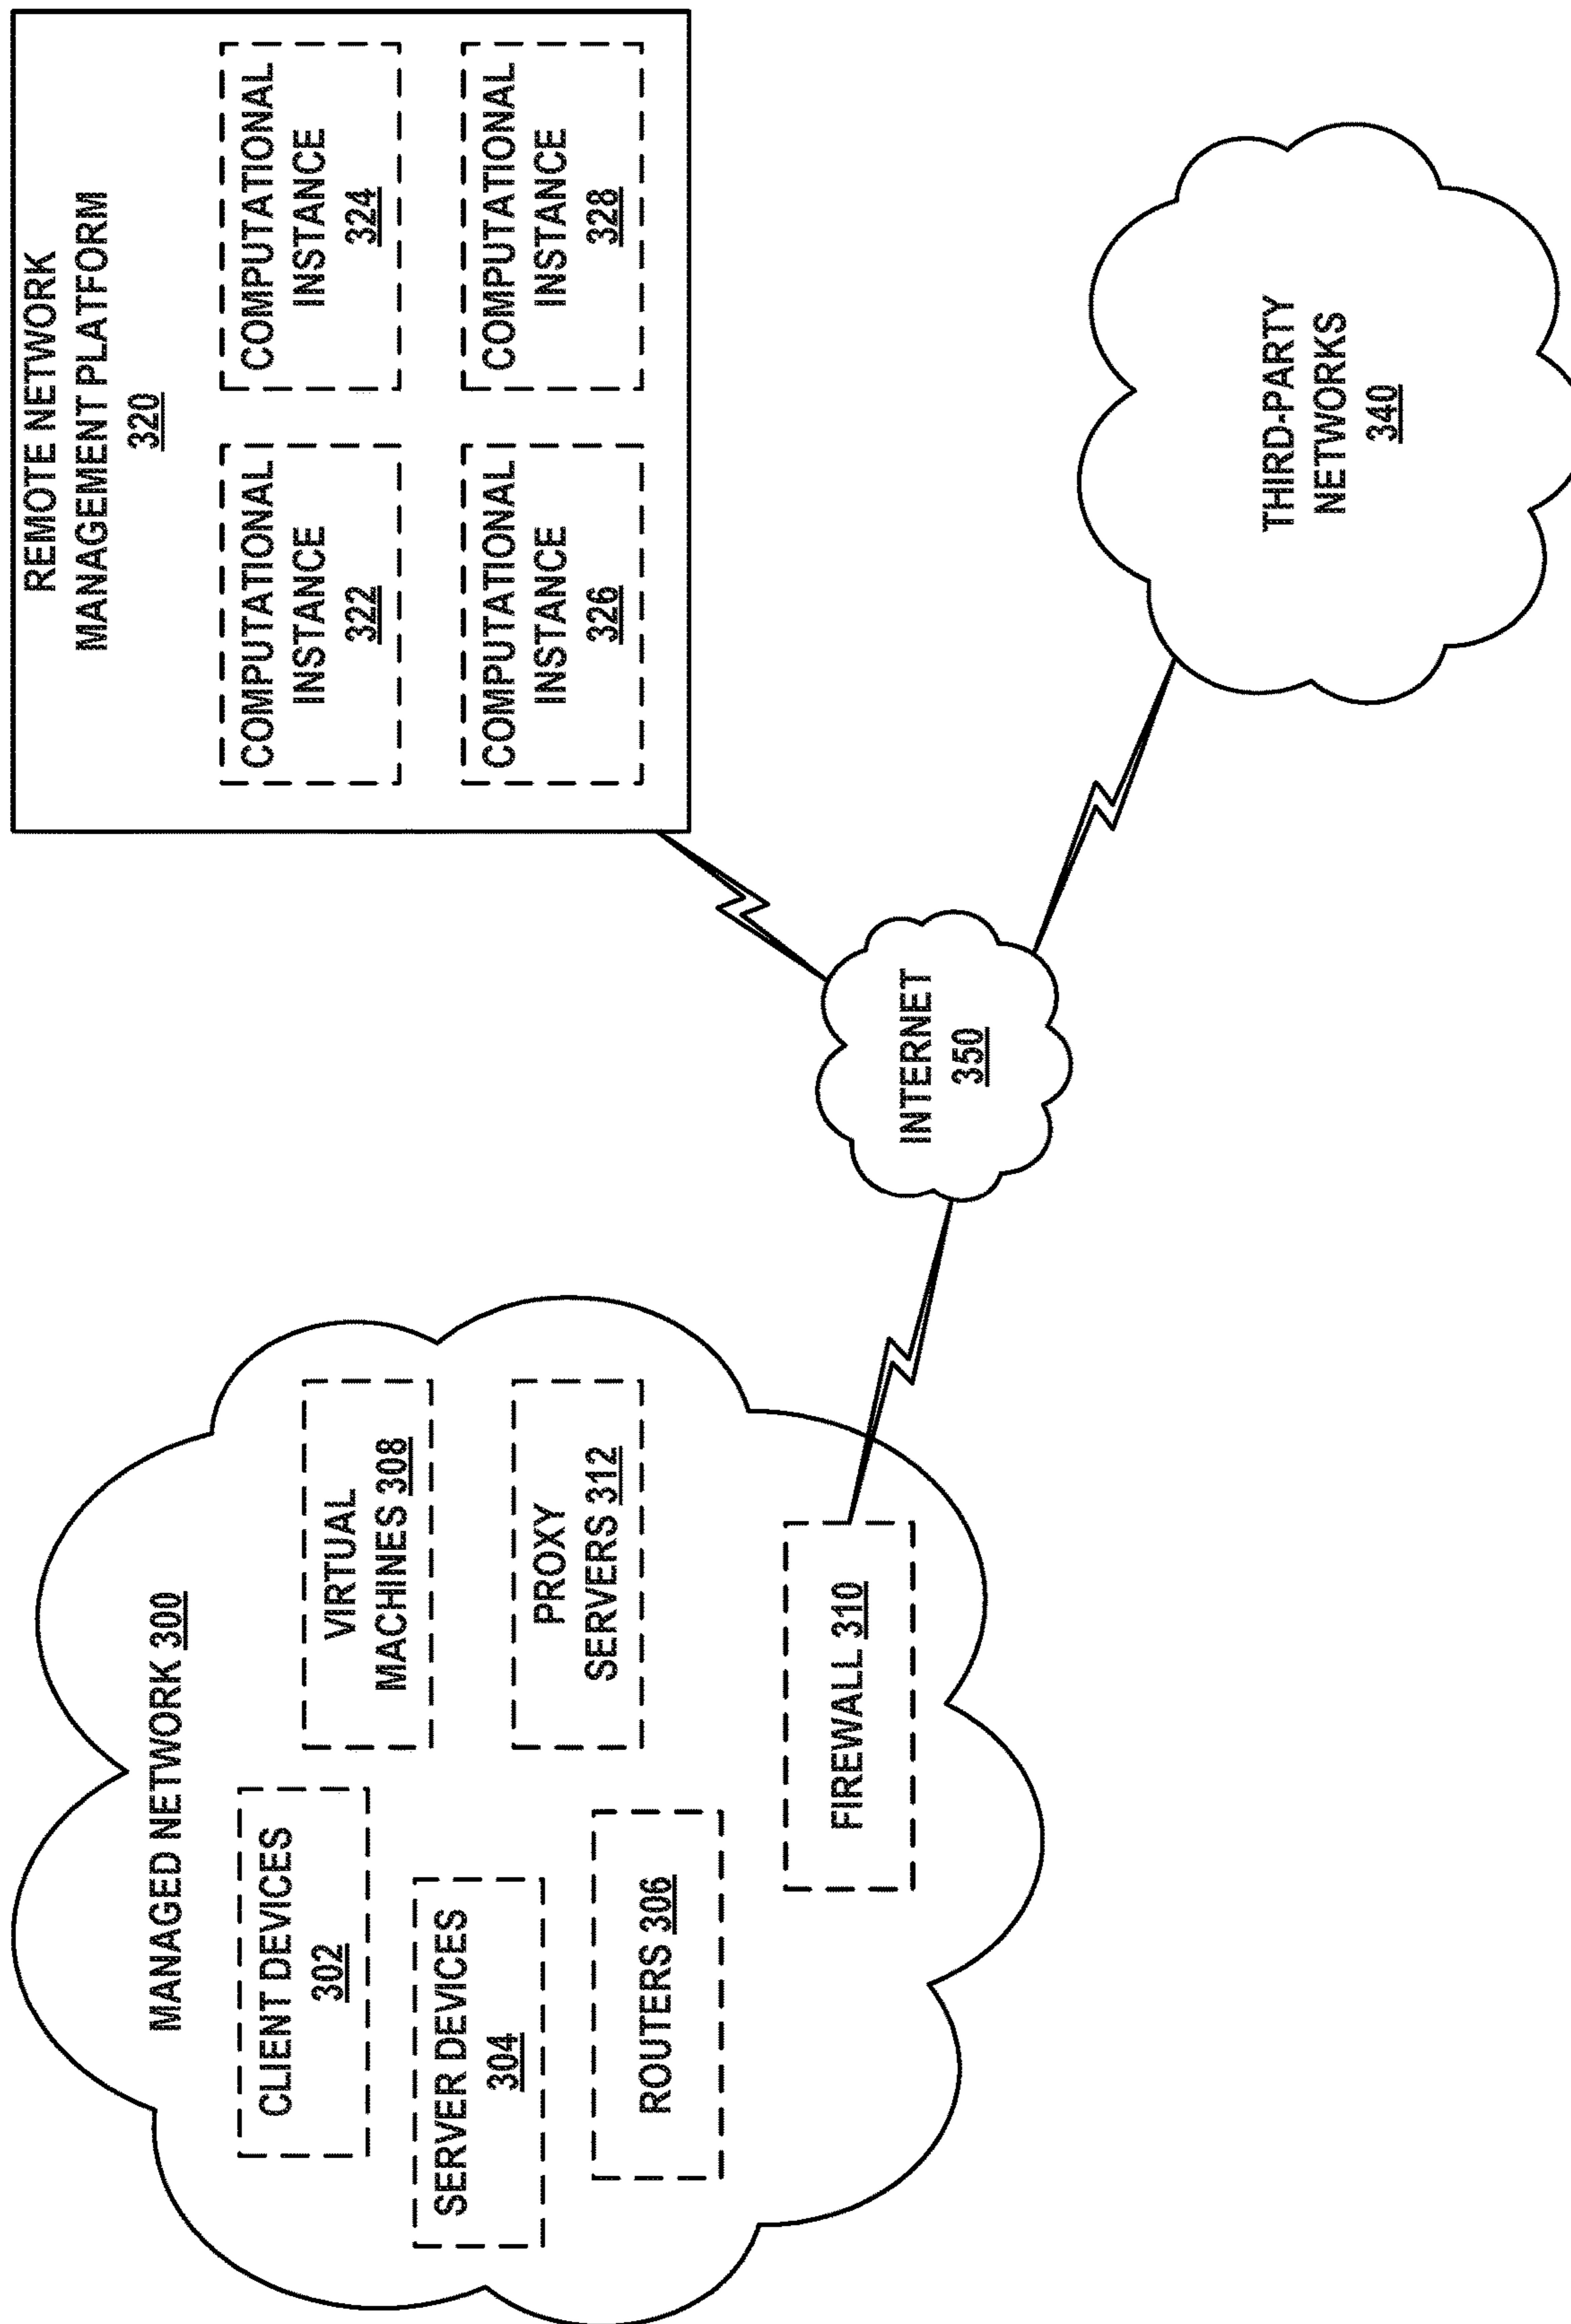 MANAGED NETWORK 300
CLIENT DEVICES
302
VIRTUAL
MACHINES 308
SERVER DEVICES
304
PROXY
SERVERS 312
ROUTERS 306
FIREWALL 310
INTERNET
350
REMOTE NETWORK
MANAGEMENT PLATFORM
320
COMPUTATIONAL
INSTANCE
322
COMPUTATIONAL
INSTANCE
324
COMPUTATIONAL
INSTANCE
326
COMPUTATIONAL
INSTANCE
328
THIRD-PARTY
NETWORKS
340